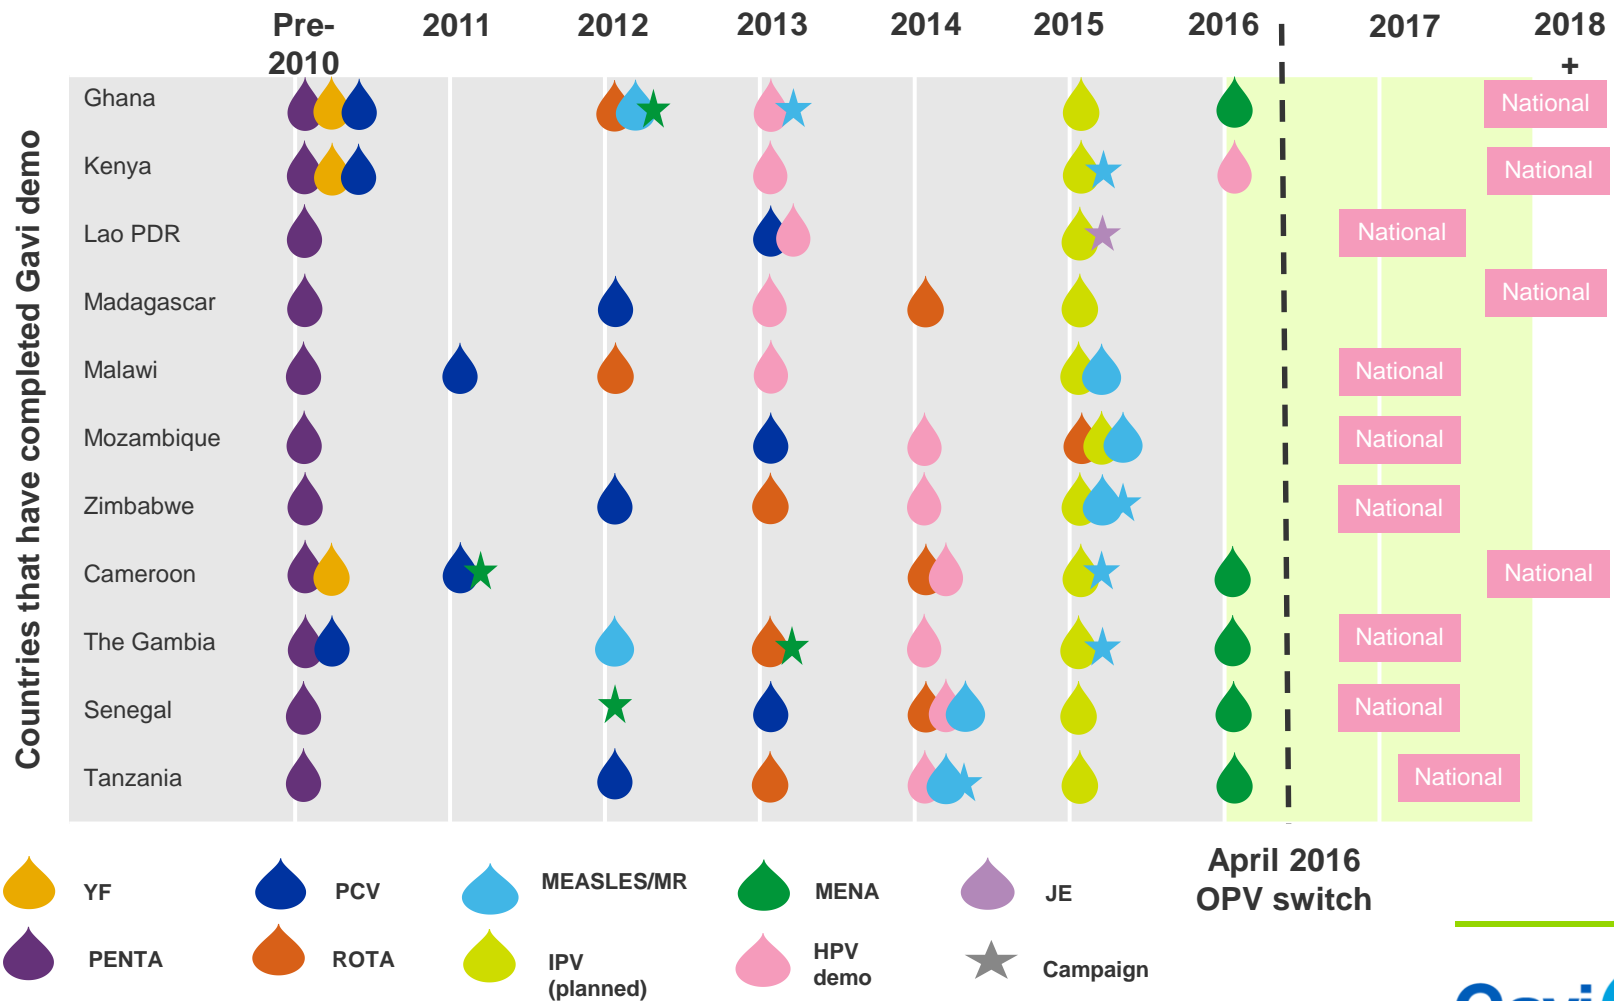 Pre-
2010
2011
2012
2013
2014
2015
2016
2017
2018
+
Countries that have completed Gavi demo
Ghana
National
Kenya
National
Lao PDR
National
Madagascar
National
Malawi
National
Mozambique
National
Zimbabwe
National
Cameroon
National
The Gambia
National
Senegal
National
Tanzania
National
April 2016
OPV switch
YF
PCV
MEASLES/MR
MENA
JE
PENTA
ROTA
IPV
(planned)
HPV
demo
Campaign